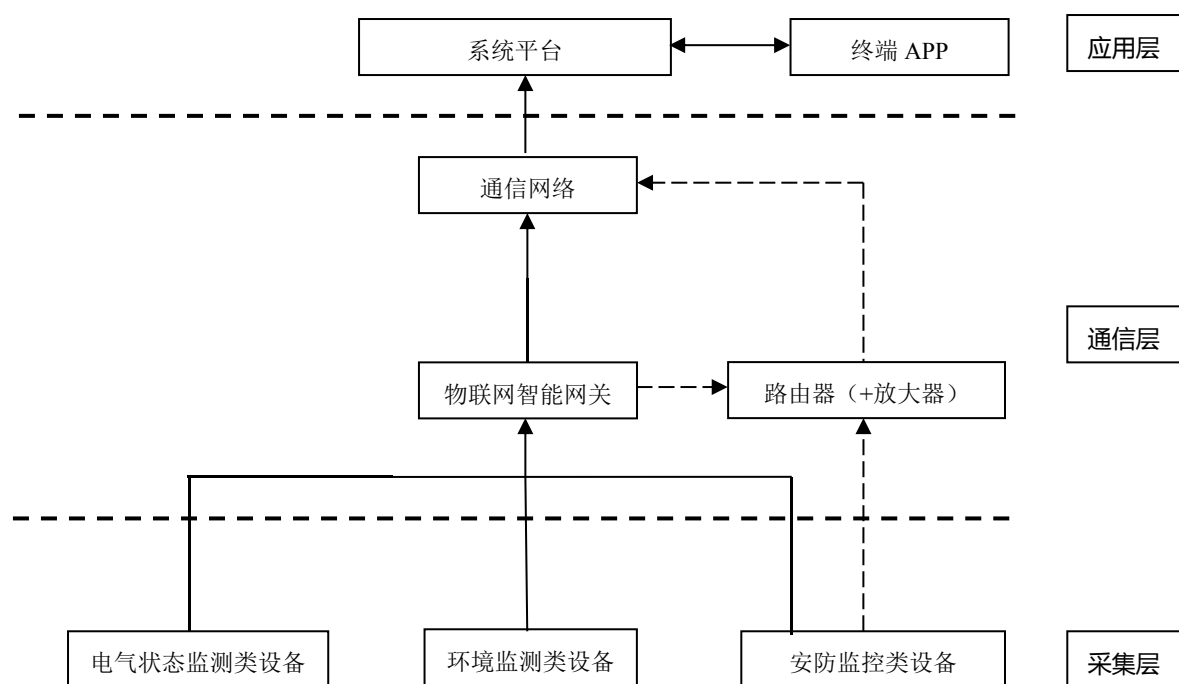 系统平台
终端 APP
应用层
通信网络
通信层
物联网智能网关
路由器（+放大器）
电气状态监测类设备
环境监测类设备
安防监控类设备
采集层